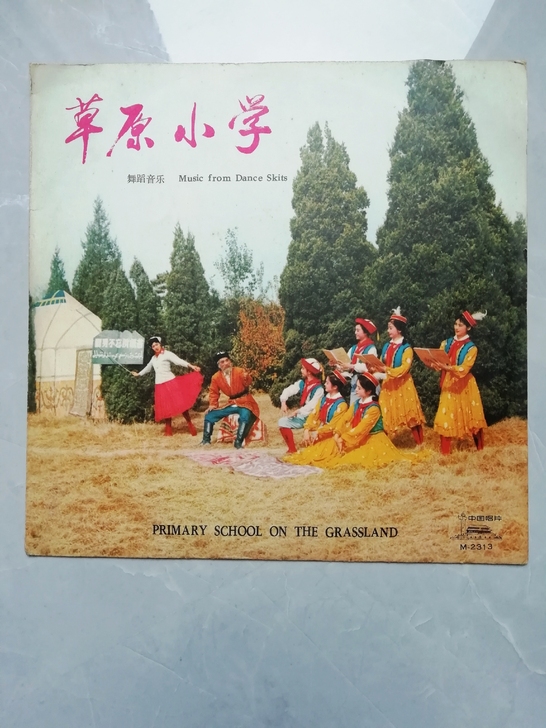 草原小学
舞蹈音乐 Music from Dance Skits
PRIMARY SCHOOL ON THE GRASSLAND
中国唱片
M-2313